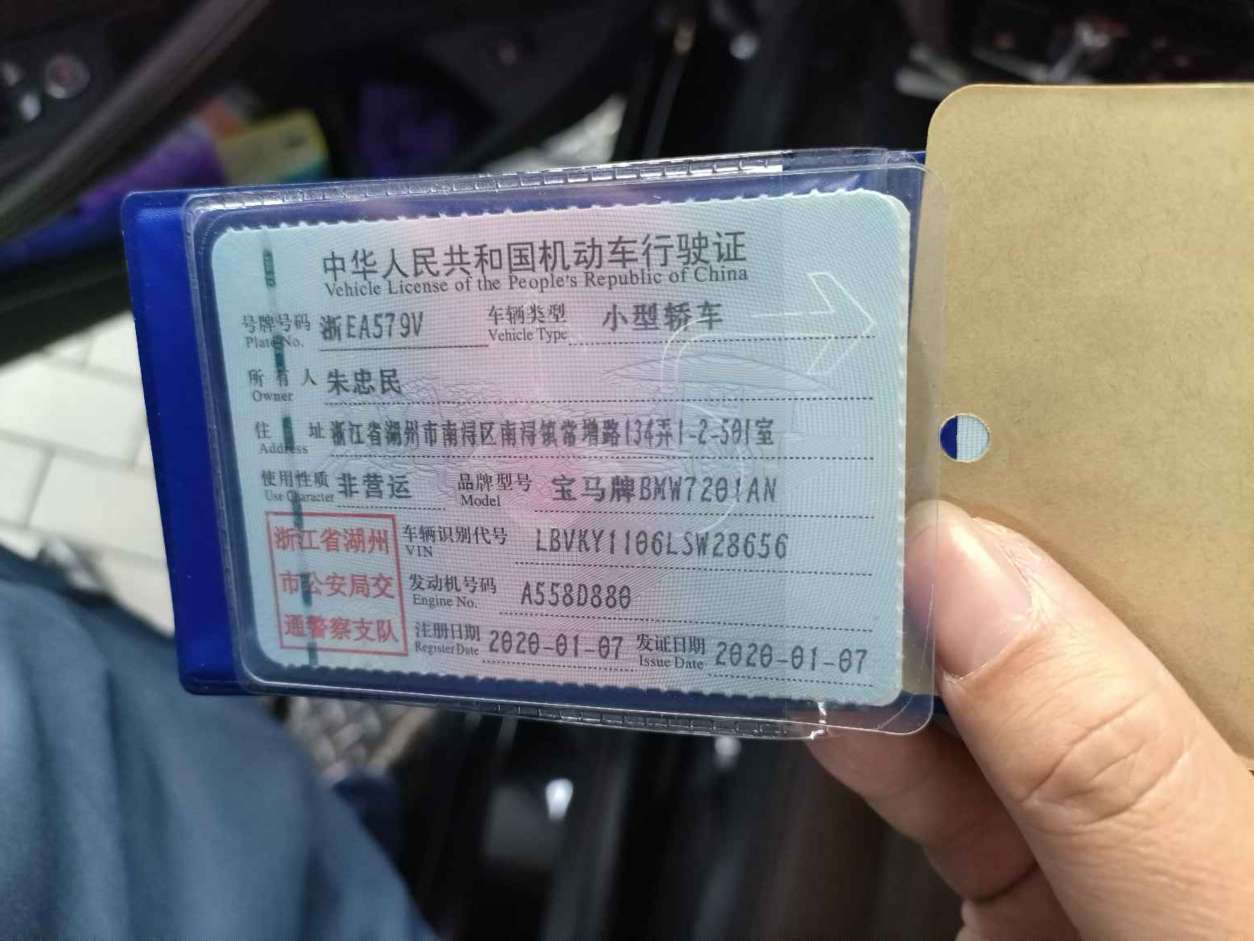 中华人民共和国机动车行驶证
Vehicle License of the People's Republic of China
号牌号码 浙EA579V 车辆类型 小型轿车
Plate No. Vehicle Type
所有人 朱忠民
Owner
住址 浙江省湖州市南浔区南浔镇常增路134弄1-2-501室
Address
使用性质 非营运 品牌型号 宝马牌BMW7201AN
Use Character Model
浙江省湖州
市公安局交
通警察支队
车辆识别代号 LBVKY1106LSW28656
VIN
发动机号码 A558D880
Engine No.
注册日期 2020-01-07 发证日期 2020-01-07
Register Date Issue Date